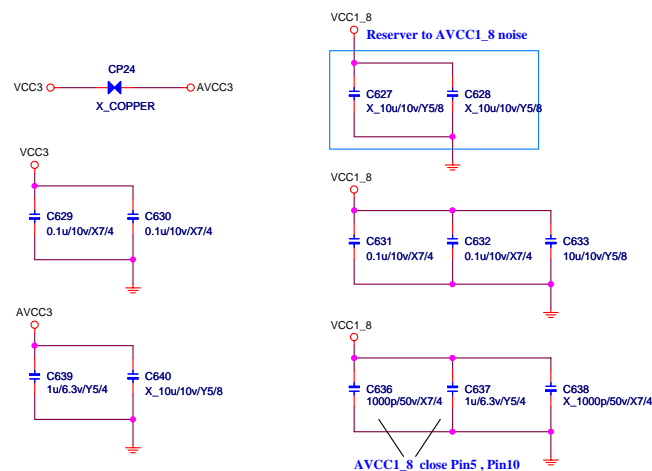 VCC1_8
Reserver to AVCC1_8 noise
CP24
VCC3
AVCC3
X_COPPER
C627
X_10u/10v/Y5/8
C628
X_10u/10v/Y5/8
VCC3
C629
0.1u/10v/X7/4
C630
0.1u/10v/X7/4
VCC1_8
C631
0.1u/10v/X7/4
C632
0.1u/10v/X7/4
C633
10u/10v/Y5/8
AVCC3
C639
1u/6.3v/Y5/4
C640
X_10u/10v/Y5/8
VCC1_8
C636
1000p/50v/X7/4
C637
1u/6.3v/Y5/4
C638
X_1000p/50v/X7/4
AVCC1_8 close Pin5 , Pin10